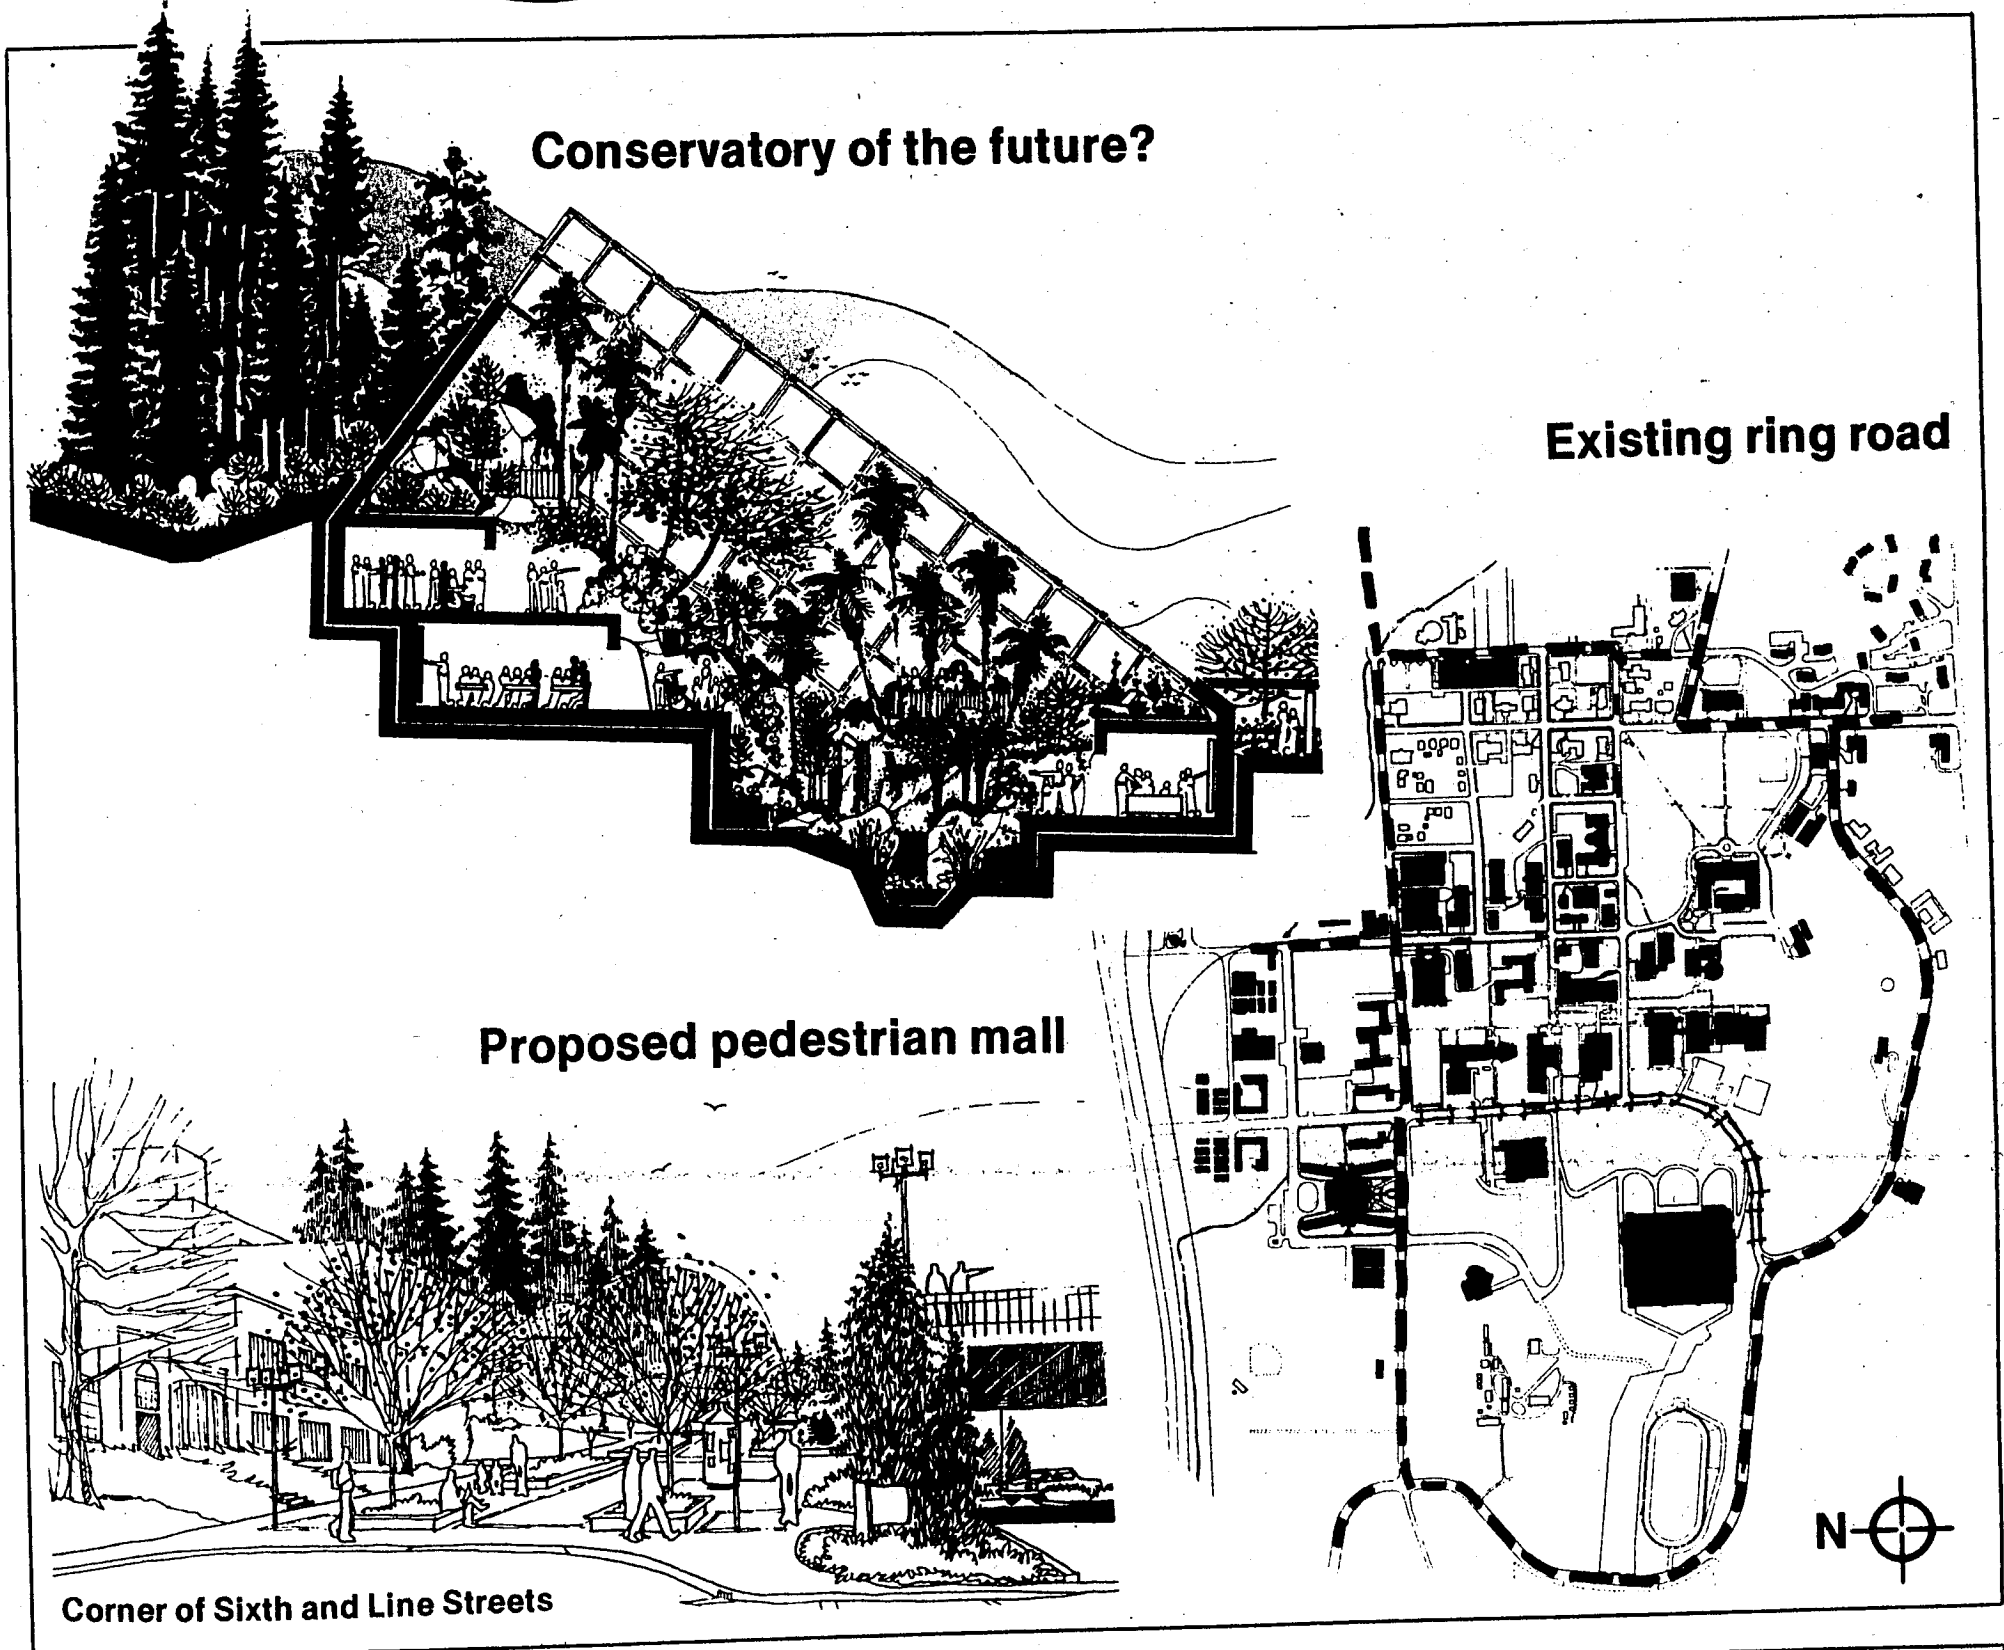 Conservatory of the future?
Existing ring road
Proposed pedestrian mall
N
Corner of Sixth and Line Streets